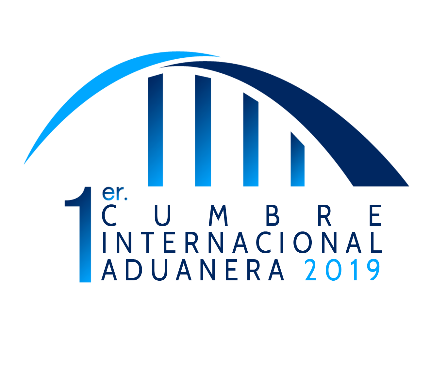 1er.
CUMBRE
INTERNACIONAL
ADUANERA 2019